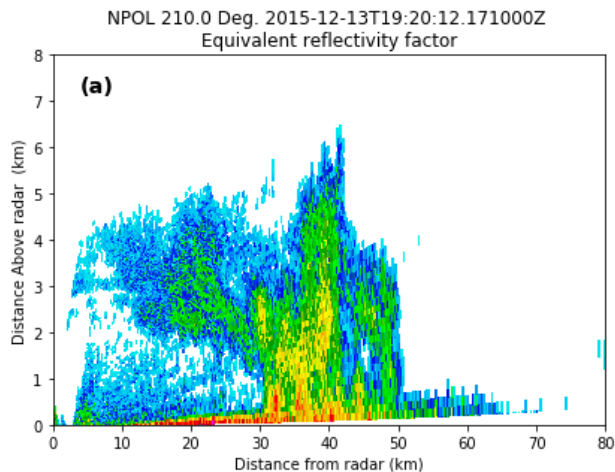 NPOL 210.0 Deg. 2015-12-13T19:20:12.171000Z
Equivalent reflectivity factor
(a)
Distance Above radar  (km)
8
7
6
5
4
3
2
1
0
0 10 20 30 40 50 60 70 80
Distance from radar (km)